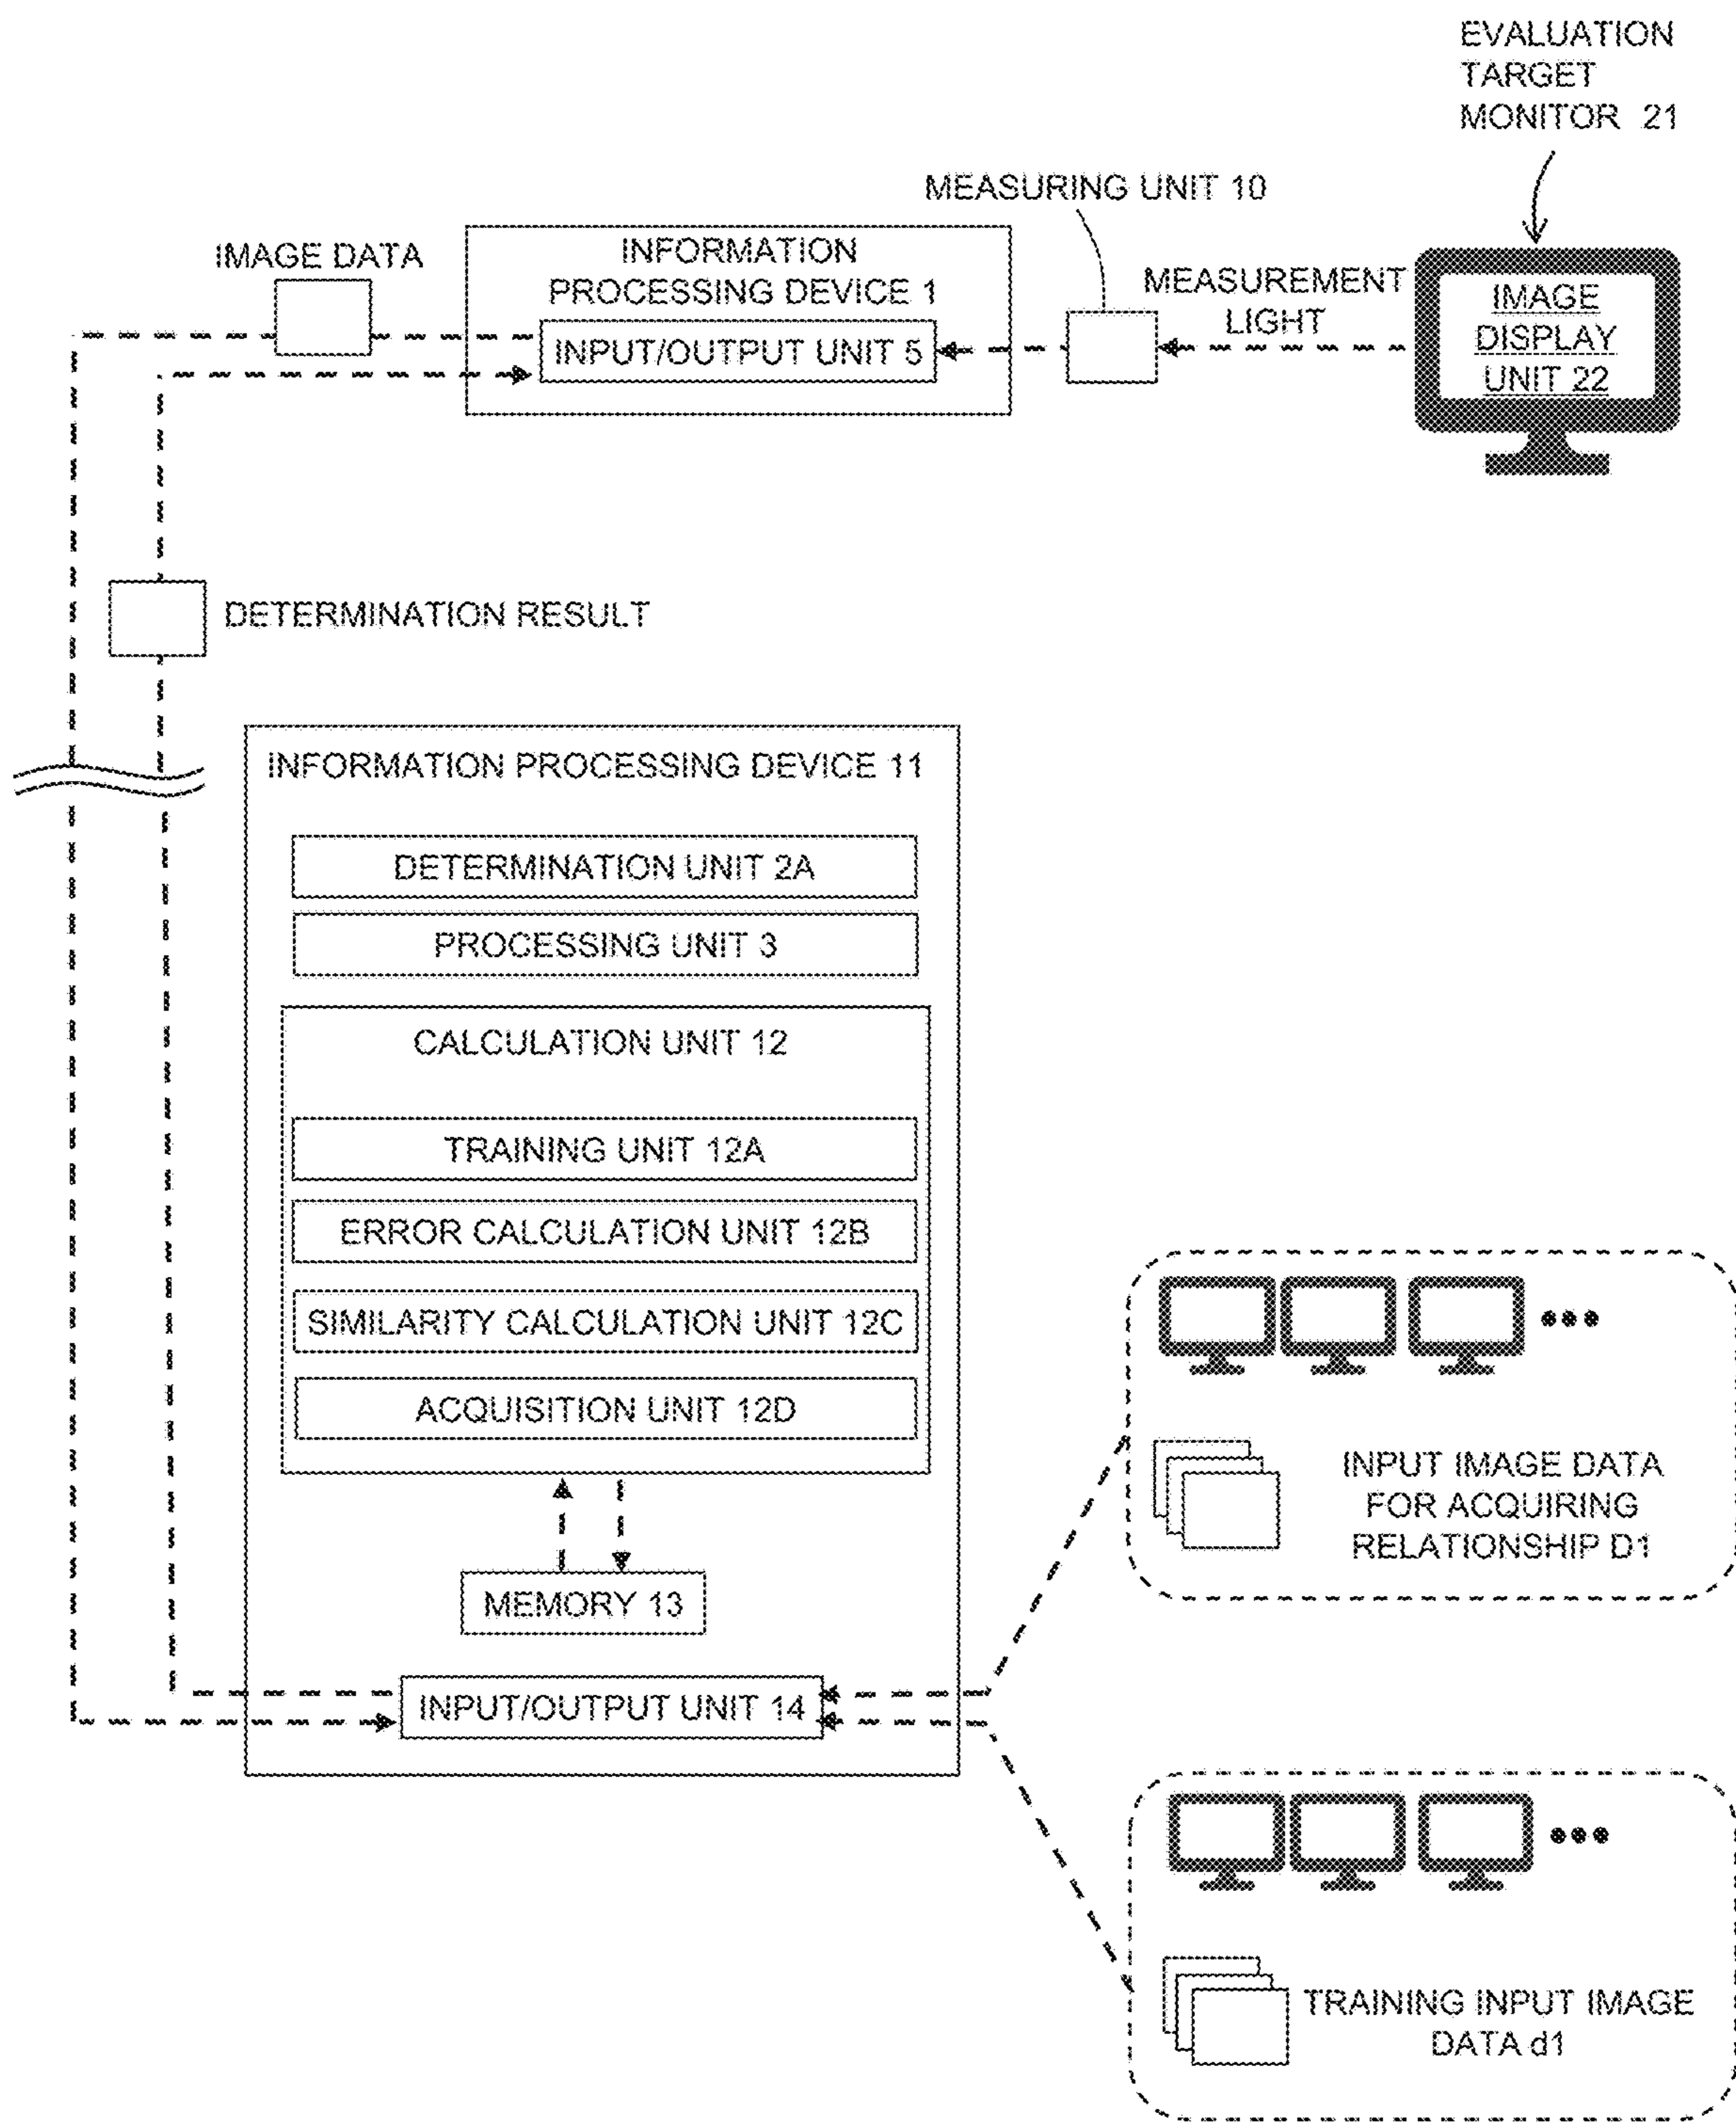 EVALUATION
TARGET
MONITOR 21
MEASURING UNIT 10
IMAGE DATA
INFORMATION
PROCESSING DEVICE 1
INPUT/OUTPUT UNIT 5
MEASUREMENT
LIGHT
IMAGE
DISPLAY
UNIT 22
DETERMINATION RESULT
INFORMATION PROCESSING DEVICE 11
DETERMINATION UNIT 2A
PROCESSING UNIT 3
CALCULATION UNIT 12
TRAINING UNIT 12A
ERROR CALCULATION UNIT 12B
SIMILARITY CALCULATION UNIT 12C
ACQUISITION UNIT 12D
MEMORY 13
INPUT/OUTPUT UNIT 14
INPUT IMAGE DATA
FOR ACQUIRING
RELATIONSHIP D1
TRAINING INPUT IMAGE
DATA d1